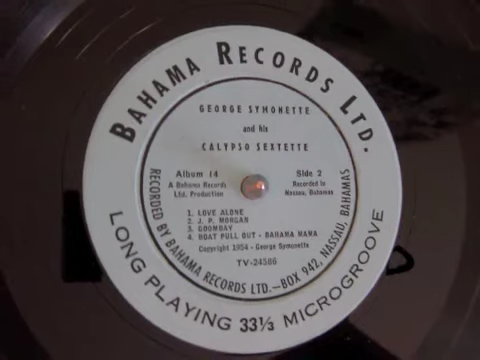 BAHAMA RECORDS LTD.
GEORGE SYMONETTE
and his
CALYPSO SEXTETTE
Album 14
A Bahama Records
Ltd. Production
Side 2
Recorded in
Nassau, Bahamas
1. LOVE ALONE
2. J. P. MORGAN
3. GOOMBAY
4. BOAT PULL OUT - BAHAMA MAMA
Copyright 1954 - George Symonette
TV-24586
RECORDED BY BAHAMA RECORDS LTD.—BOX 942, NASSAU, BAHAMAS
LONG PLAYING 33⅓ MICROGROOVE